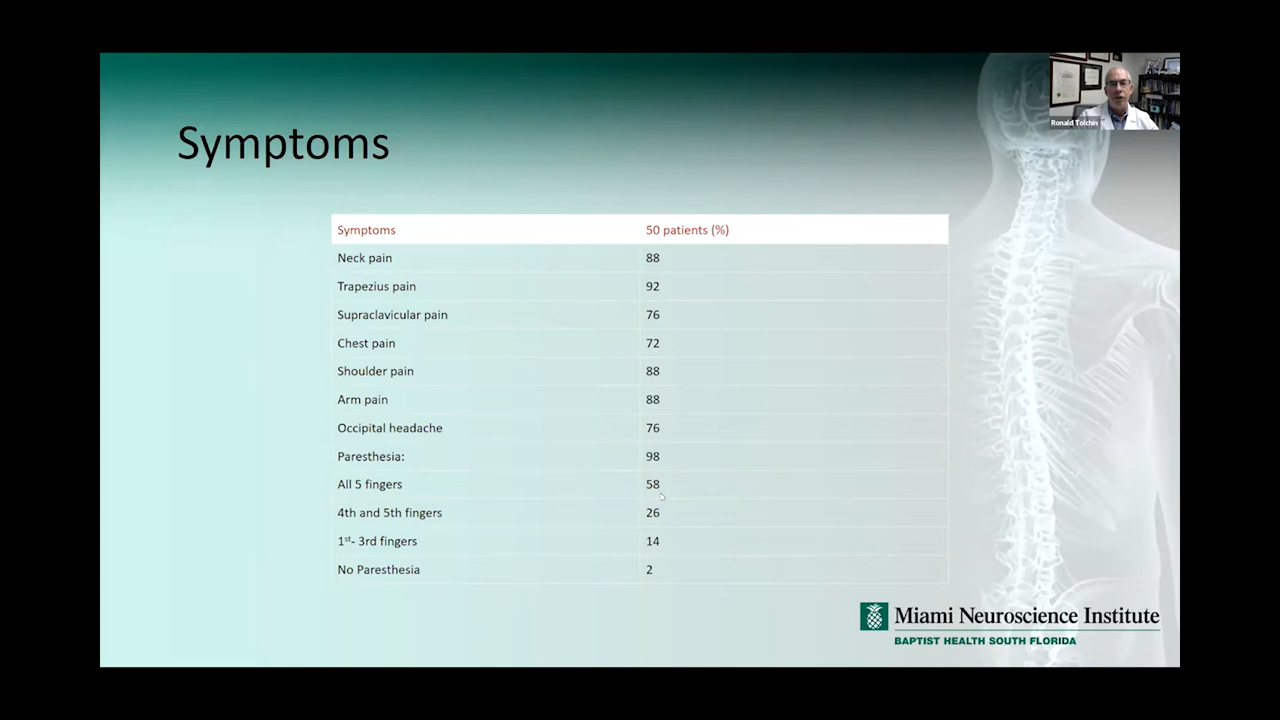 Ronald Tolchin
Symptoms
Symptoms 50 patients (%)
Neck pain 88
Trapezius pain 92
Supraclavicular pain 76
Chest pain 72
Shoulder pain 88
Arm pain 88
Occipital headache 76
Paresthesia: 98
All 5 fingers 58
4th and 5th fingers 26
1st- 3rd fingers 14
No Paresthesia 2
Miami Neuroscience Institute
BAPTIST HEALTH SOUTH FLORIDA